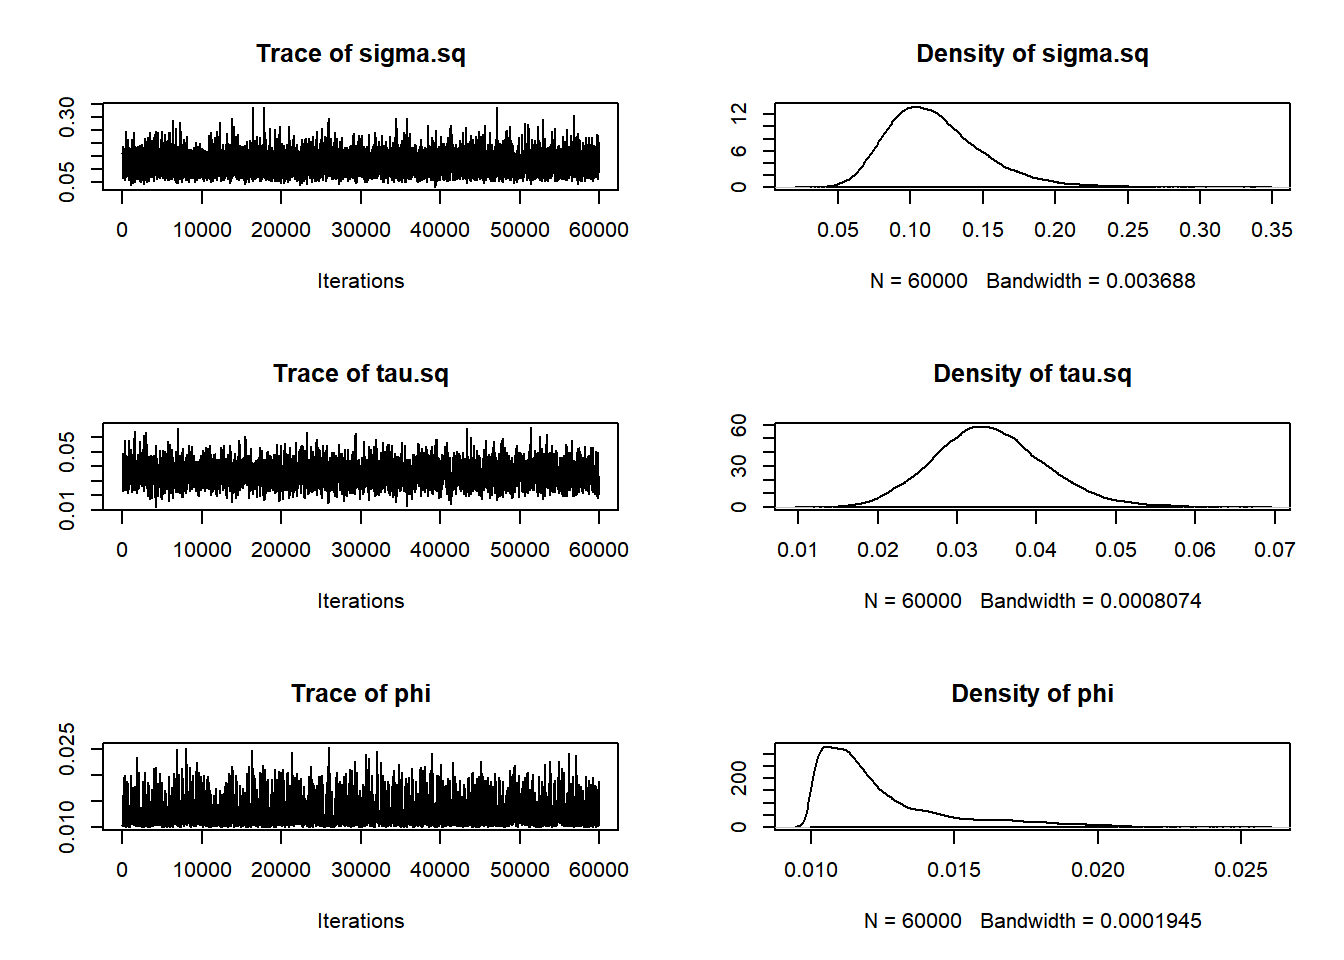 Trace of sigma.sq
0.30
0.05
0 10000 20000 30000 40000 50000 60000
Iterations
Density of sigma.sq
12
6
0
0.05 0.10 0.15 0.20 0.25 0.30 0.35
N = 60000 Bandwidth = 0.003688
Trace of tau.sq
0.05
0.01
0 10000 20000 30000 40000 50000 60000
Iterations
Density of tau.sq
60
30
0
0.01 0.02 0.03 0.04 0.05 0.06 0.07
N = 60000 Bandwidth = 0.0008074
Trace of phi
0.025
0.010
0 10000 20000 30000 40000 50000 60000
Iterations
Density of phi
200
0
0.010 0.015 0.020 0.025
N = 60000 Bandwidth = 0.0001945